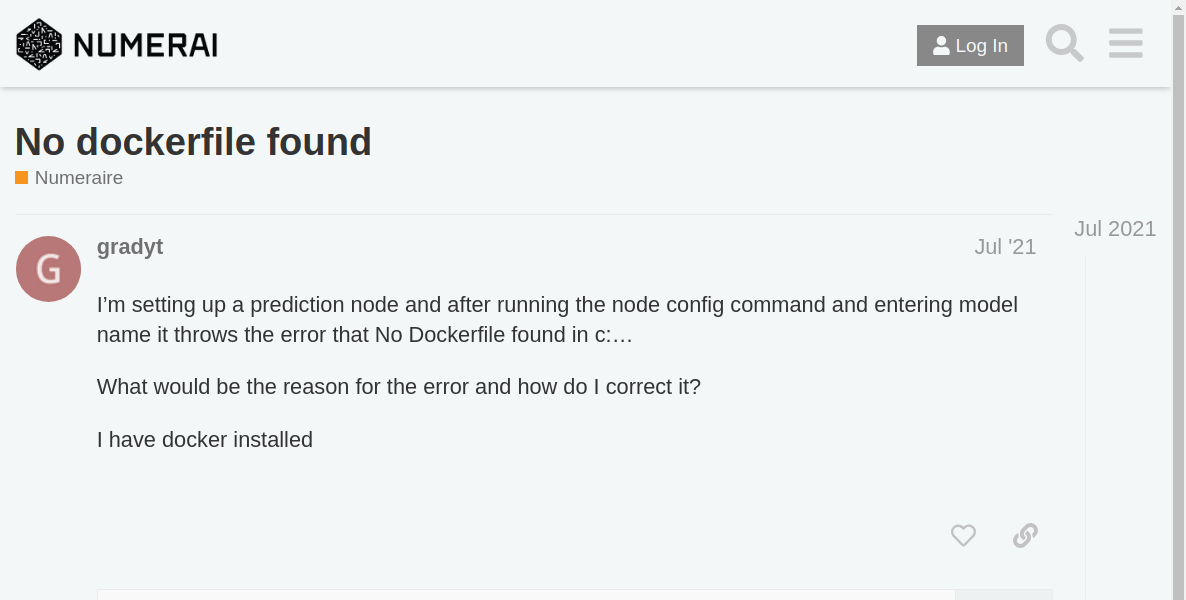 NUMERAI
Log In
No dockerfile found
Numeraire
Jul 2021
gradyt
Jul '21
G
I’m setting up a prediction node and after running the node config command and entering model
name it throws the error that No Dockerfile found in c:…
What would be the reason for the error and how do I correct it?
I have docker installed